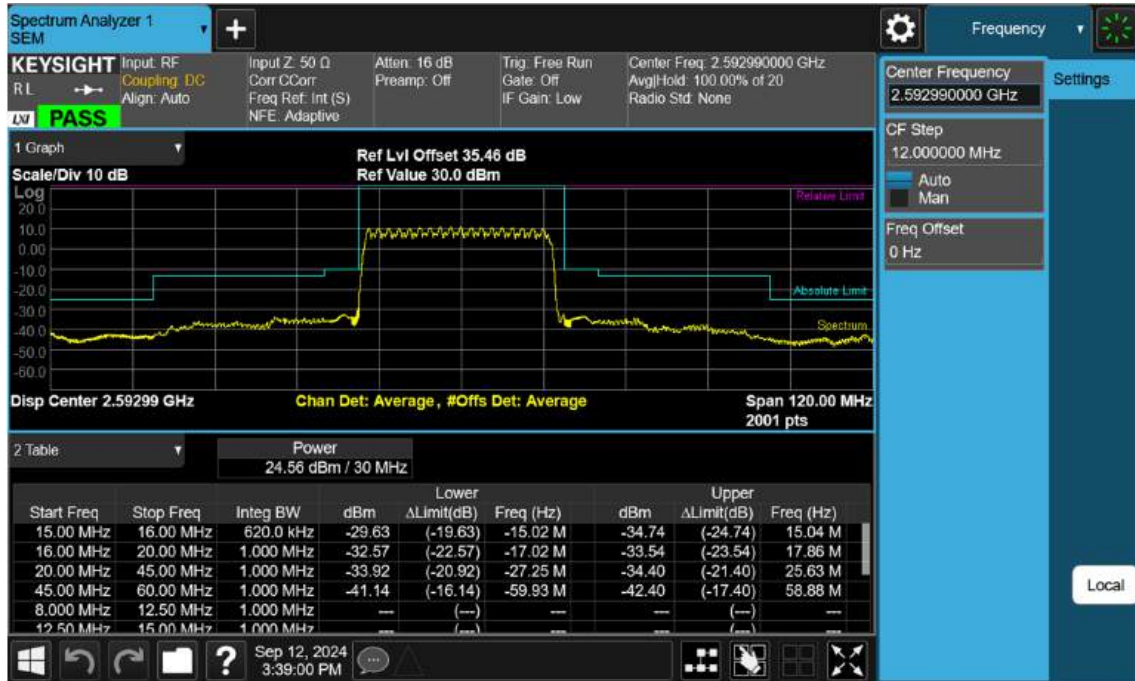 Spectrum Analyzer 1
SEM
Frequency
KEYSIGHT
Input: RF
Coupling: DC
Align: Auto
Input Z: 50 Ω
Corr CCorr
Freq Ref: Int (S)
NFE: Adaptive
Atten: 16 dB
Preamp: Off
Trig: Free Run
Gate: Off
IF Gain: Low
Center Freq: 2.592990000 GHz
Avg|Hold: 100.00% of 20
Radio Std: None
R L
LXI
PASS
Center Frequency
2.592990000 GHz
Settings
CF Step
12.000000 MHz
Auto
Man
Freq Offset
0 Hz
Local
1 Graph
Scale/Div 10 dB
Ref Lvl Offset 35.46 dB
Ref Value 30.0 dBm
Log
20.0
10.0
0.00
-10.0
-20.0
-30.0
-40.0
-50.0
-60.0
Relative Limit
Absolute Limit
Spectrum
Disp Center 2.59299 GHz
Chan Det: Average, #Offs Det: Average
Span 120.00 MHz
2001 pts
2 Table
Power
24.56 dBm / 30 MHz
Lower Upper
Start Freq Stop Freq Integ BW dBm ΔLimit(dB) Freq (Hz) dBm ΔLimit(dB) Freq (Hz)
15.00 MHz 16.00 MHz 620.0 kHz -29.63 (-19.63) -15.02 M -34.74 (-24.74) 15.04 M
16.00 MHz 20.00 MHz 1.000 MHz -32.57 (-22.57) -17.02 M -33.54 (-23.54) 17.86 M
20.00 MHz 45.00 MHz 1.000 MHz -33.92 (-20.92) -27.25 M -34.40 (-21.40) 25.63 M
45.00 MHz 60.00 MHz 1.000 MHz -41.14 (-16.14) -59.93 M -42.40 (-17.40) 58.88 M
8.000 MHz 12.50 MHz 1.000 MHz --- (---) --- --- (---) ---
12.50 MHz 15.00 MHz 1.000 MHz --- (---) --- --- (---) ---
?
Sep 12, 2024
3:39:00 PM